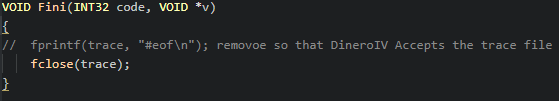 VOID Fini(INT32 code, VOID *v)
{
//  fprintf(trace, "#eof\n"); removoe so that DineroIV Accepts the trace file
    fclose(trace);
}